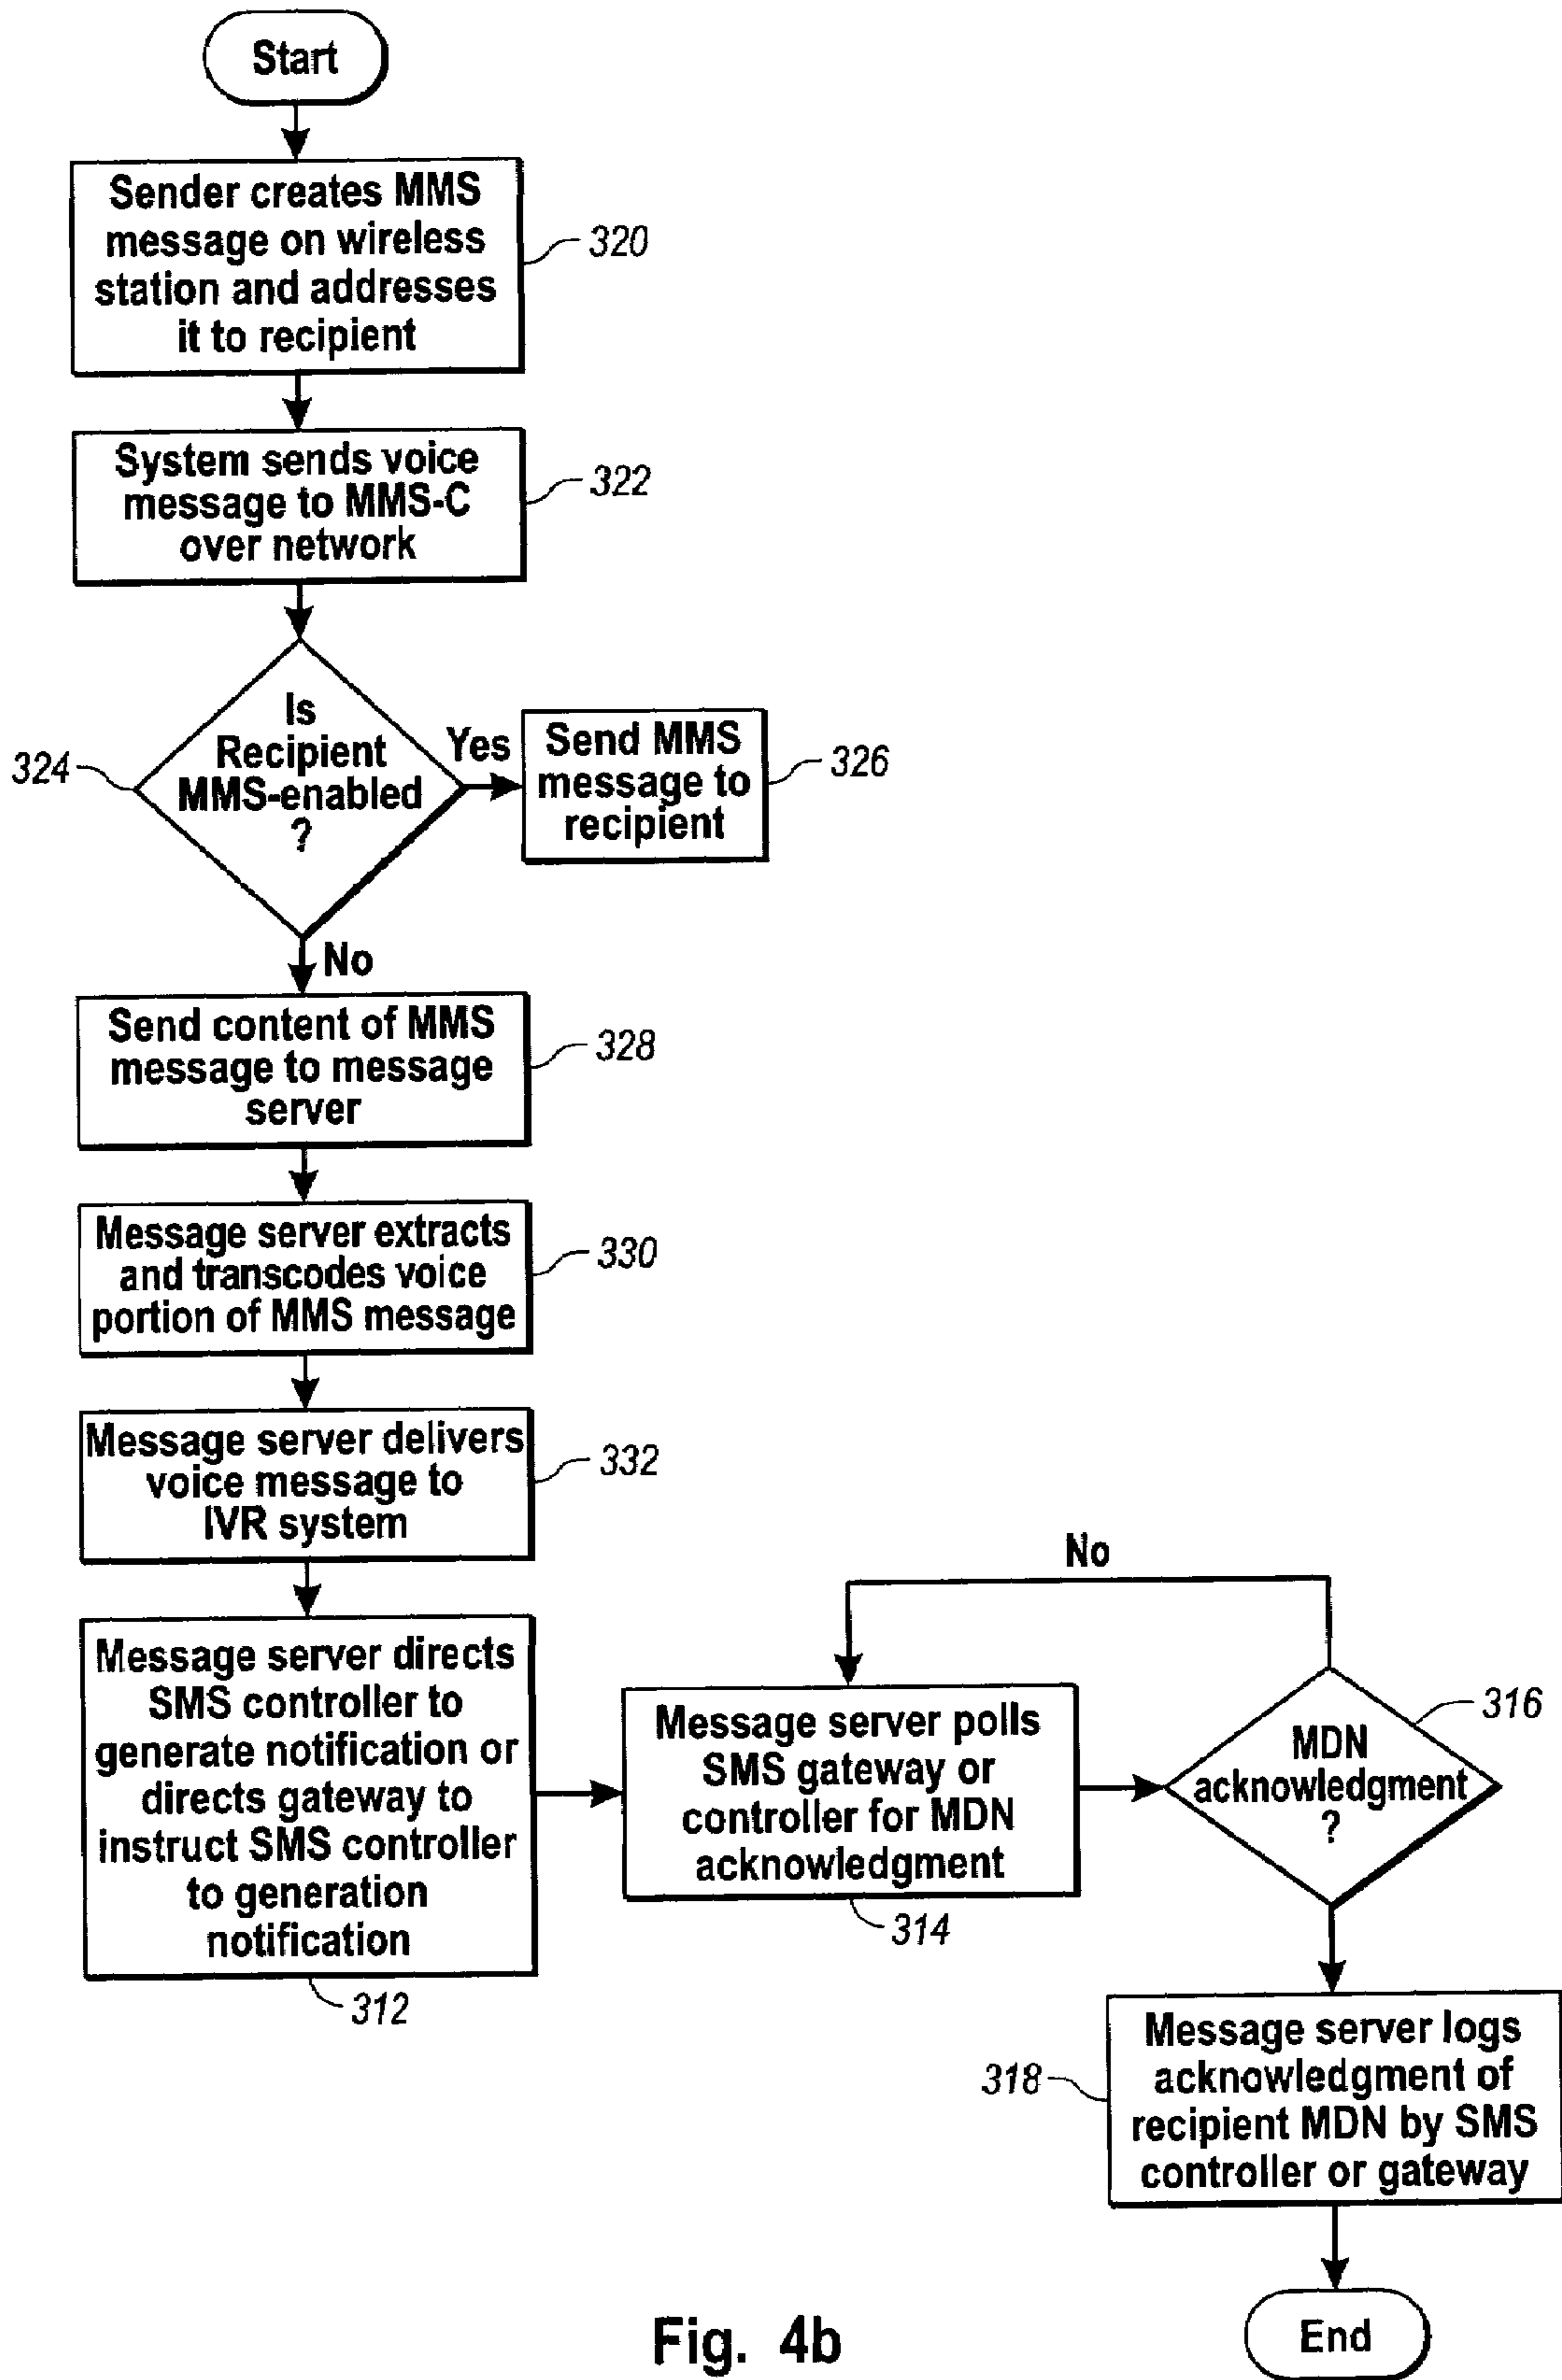 Start
Sender creates MMS
message on wireless
station and addresses
it to recipient
320
System sends voice
message to MMS-C
over network
322
Is
Recipient
MMS-enabled
?
324
Yes
Send MMS
message to
recipient
326
No
Send content of MMS
message to message
server
328
Message server extracts
and transcodes voice
portion of MMS message
330
Message server delivers
voice message to
IVR system
332
Message server directs
SMS controller to
generate notification or
directs gateway to
instruct SMS controller
to generation
notification
312
Message server polls
SMS gateway or
controller for MDN
acknowledgment
314
No
MDN
acknowledgment
?
316
Message server logs
acknowledgment of
recipient MDN by SMS
controller or gateway
318
End
Fig. 4b